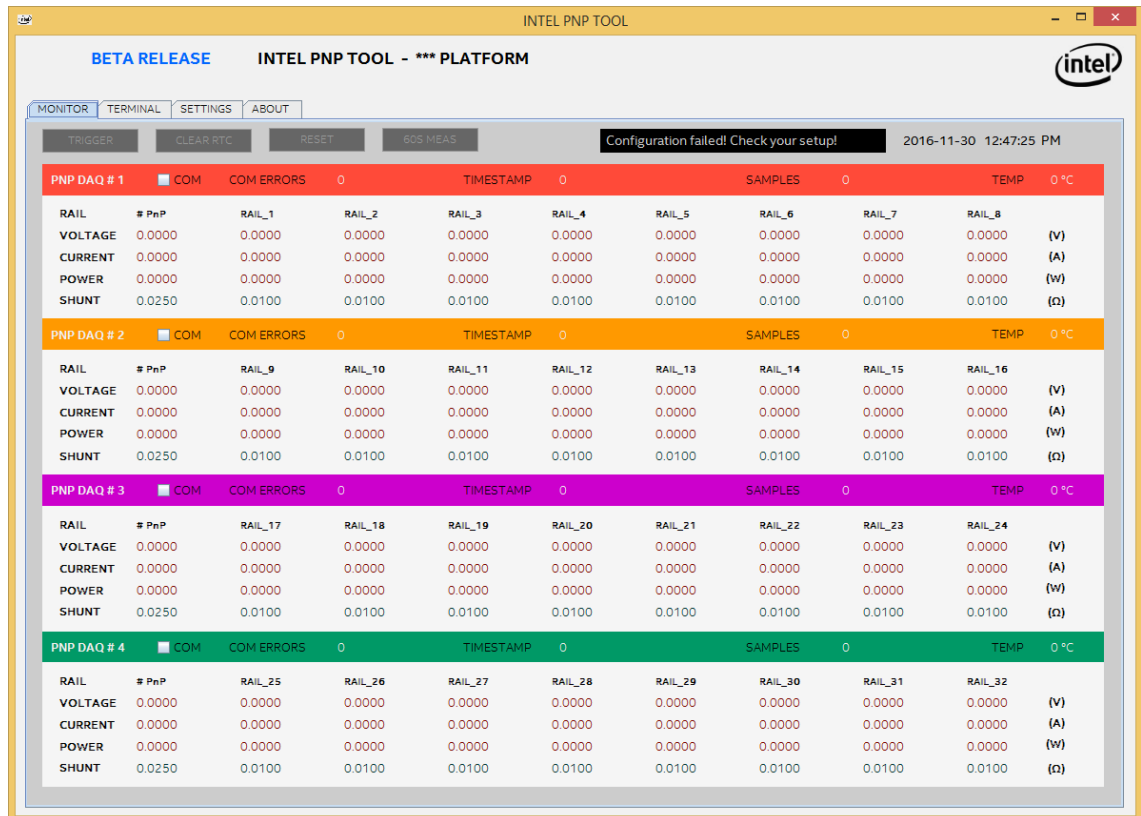 INTEL PNP TOOL
BETA RELEASE INTEL PNP TOOL - *** PLATFORM
intel
MONITOR TERMINAL SETTINGS ABOUT
TRIGGER CLEAR RTC RESET 60S MEAS Configuration failed! Check your setup! 2016-11-30 12:47:25 PM
PNP DAQ # 1 COM COM ERRORS 0 TIMESTAMP 0 SAMPLES 0 TEMP 0 °C
RAIL # PnP RAIL_1 RAIL_2 RAIL_3 RAIL_4 RAIL_5 RAIL_6 RAIL_7 RAIL_8
VOLTAGE 0.0000 0.0000 0.0000 0.0000 0.0000 0.0000 0.0000 0.0000 0.0000 (V)
CURRENT 0.0000 0.0000 0.0000 0.0000 0.0000 0.0000 0.0000 0.0000 0.0000 (A)
POWER 0.0000 0.0000 0.0000 0.0000 0.0000 0.0000 0.0000 0.0000 0.0000 (W)
SHUNT 0.0250 0.0100 0.0100 0.0100 0.0100 0.0100 0.0100 0.0100 0.0100 (Ω)
PNP DAQ # 2 COM COM ERRORS 0 TIMESTAMP 0 SAMPLES 0 TEMP 0 °C
RAIL # PnP RAIL_9 RAIL_10 RAIL_11 RAIL_12 RAIL_13 RAIL_14 RAIL_15 RAIL_16
VOLTAGE 0.0000 0.0000 0.0000 0.0000 0.0000 0.0000 0.0000 0.0000 0.0000 (V)
CURRENT 0.0000 0.0000 0.0000 0.0000 0.0000 0.0000 0.0000 0.0000 0.0000 (A)
POWER 0.0000 0.0000 0.0000 0.0000 0.0000 0.0000 0.0000 0.0000 0.0000 (W)
SHUNT 0.0250 0.0100 0.0100 0.0100 0.0100 0.0100 0.0100 0.0100 0.0100 (Ω)
PNP DAQ # 3 COM COM ERRORS 0 TIMESTAMP 0 SAMPLES 0 TEMP 0 °C
RAIL # PnP RAIL_17 RAIL_18 RAIL_19 RAIL_20 RAIL_21 RAIL_22 RAIL_23 RAIL_24
VOLTAGE 0.0000 0.0000 0.0000 0.0000 0.0000 0.0000 0.0000 0.0000 0.0000 (V)
CURRENT 0.0000 0.0000 0.0000 0.0000 0.0000 0.0000 0.0000 0.0000 0.0000 (A)
POWER 0.0000 0.0000 0.0000 0.0000 0.0000 0.0000 0.0000 0.0000 0.0000 (W)
SHUNT 0.0250 0.0100 0.0100 0.0100 0.0100 0.0100 0.0100 0.0100 0.0100 (Ω)
PNP DAQ # 4 COM COM ERRORS 0 TIMESTAMP 0 SAMPLES 0 TEMP 0 °C
RAIL # PnP RAIL_25 RAIL_26 RAIL_27 RAIL_28 RAIL_29 RAIL_30 RAIL_31 RAIL_32
VOLTAGE 0.0000 0.0000 0.0000 0.0000 0.0000 0.0000 0.0000 0.0000 0.0000 (V)
CURRENT 0.0000 0.0000 0.0000 0.0000 0.0000 0.0000 0.0000 0.0000 0.0000 (A)
POWER 0.0000 0.0000 0.0000 0.0000 0.0000 0.0000 0.0000 0.0000 0.0000 (W)
SHUNT 0.0250 0.0100 0.0100 0.0100 0.0100 0.0100 0.0100 0.0100 0.0100 (Ω)